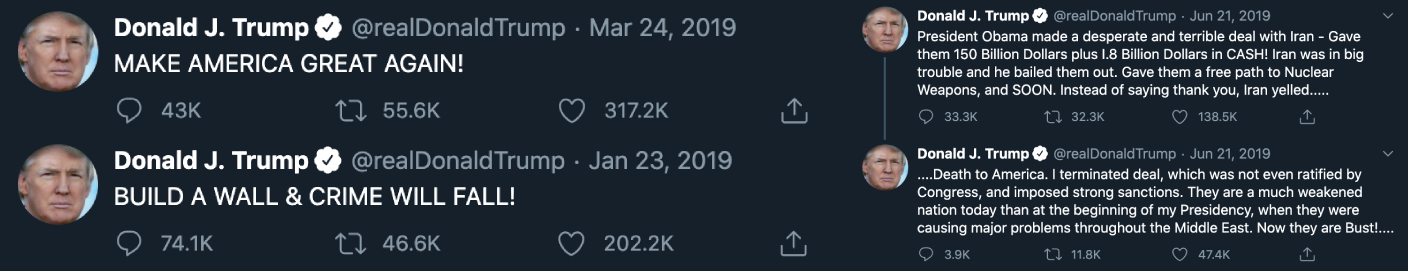 Donald J. Trump @realDonaldTrump · Mar 24, 2019
MAKE AMERICA GREAT AGAIN!
43K 55.6K 317.2K
Donald J. Trump @realDonaldTrump · Jan 23, 2019
BUILD A WALL & CRIME WILL FALL!
74.1K 46.6K 202.2K
Donald J. Trump @realDonaldTrump · Jun 21, 2019
President Obama made a desperate and terrible deal with Iran - Gave
them 150 Billion Dollars plus I.8 Billion Dollars in CASH! Iran was in big
trouble and he bailed them out. Gave them a free path to Nuclear
Weapons, and SOON. Instead of saying thank you, Iran yelled.....
33.3K 32.3K 138.5K
Donald J. Trump @realDonaldTrump · Jun 21, 2019
....Death to America. I terminated deal, which was not even ratified by
Congress, and imposed strong sanctions. They are a much weakened
nation today than at the beginning of my Presidency, when they were
causing major problems throughout the Middle East. Now they are Bust!....
3.9K 11.8K 47.4K